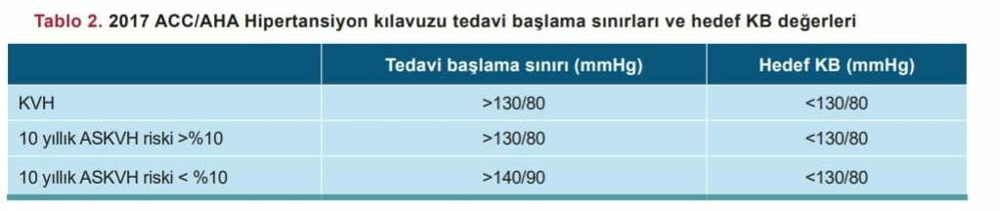 Tablo 2. 2017 ACC/AHA Hipertansiyon kılavuzu tedavi başlama sınırları ve hedef KB değerleri
Tedavi başlama sınırı (mmHg) Hedef KB (mmHg)
KVH >130/80 <130/80
10 yıllık ASKVH riski >%10 >130/80 <130/80
10 yıllık ASKVH riski < %10 >140/90 <130/80